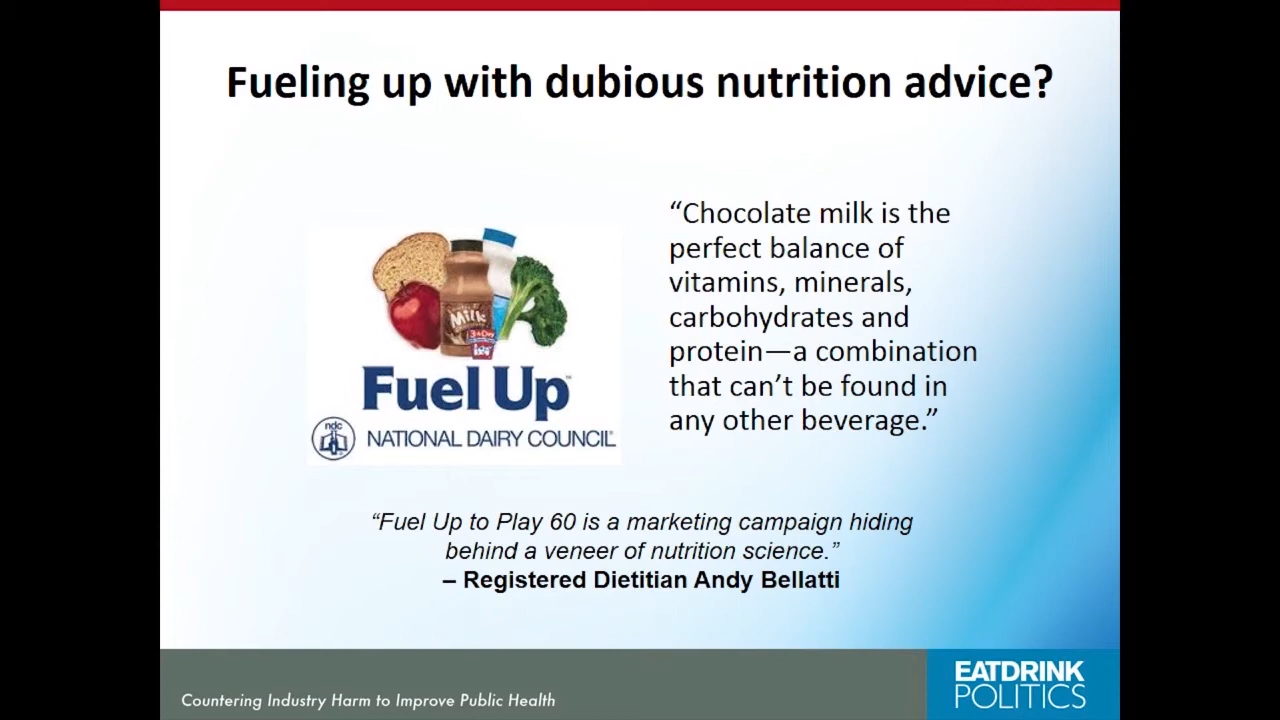 Fueling up with dubious nutrition advice?
“Chocolate milk is the
perfect balance of
vitamins, minerals,
carbohydrates and
protein—a combination
that can’t be found in
any other beverage.”
Milk
Fuel Up™
ndc
NATIONAL DAIRY COUNCIL
“Fuel Up to Play 60 is a marketing campaign hiding
behind a veneer of nutrition science.”
– Registered Dietitian Andy Bellatti
Countering Industry Harm to Improve Public Health
EATDRINK
POLITICS